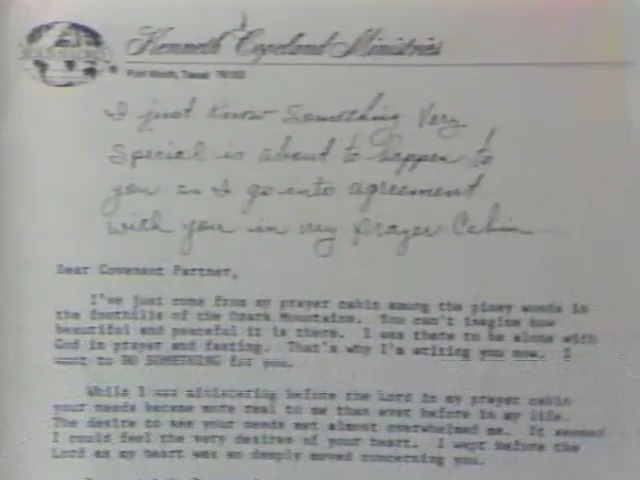 Kenneth Copeland Ministries
Fort Worth, Texas 76192
I just know Something Very
Special is about to happen to
you as I go into agreement
with you in my prayer Cabin...
Dear Covenant Partner,
I've just come from my prayer cabin among the piney woods in
the foothills of the Ozark Mountains. You can't imagine how
beautiful and peaceful it is there. I was there to be alone with
God in prayer and fasting. That's why I'm writing you now. I
want to DO SOMETHING for you.
While I was ministering before the Lord in my prayer cabin
your needs became more real to me than ever before in my life.
The desire to see your needs met almost overwhelmed me. It seemed
I could feel the very desires of your heart. I wept before the
Lord as my heart was so deeply moved concerning you.